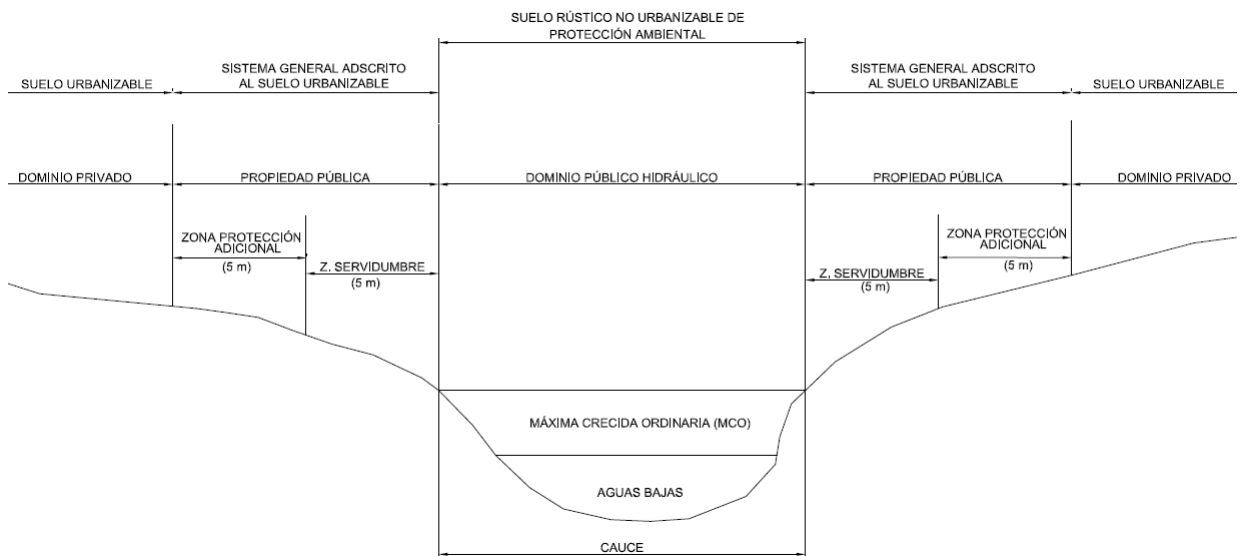 SUELO RÚSTICO NO URBANIZABLE DE
PROTECCIÓN AMBIENTAL
SUELO URBANIZABLE
SISTEMA GENERAL ADSCRITO
AL SUELO URBANIZABLE
SISTEMA GENERAL ADSCRITO
AL SUELO URBANIZABLE
SUELO URBANIZABLE
DOMINIO PRIVADO
PROPIEDAD PÚBLICA
DOMINIO PÚBLICO HIDRÁULICO
PROPIEDAD PÚBLICA
DOMINIO PRIVADO
ZONA PROTECCIÓN
ADICIONAL
(5 m)
Z. SERVIDUMBRE
(5 m)
Z. SERVIDUMBRE
(5 m)
ZONA PROTECCIÓN
ADICIONAL
(5 m)
MÁXIMA CRECIDA ORDINARIA (MCO)
AGUAS BAJAS
CAUCE